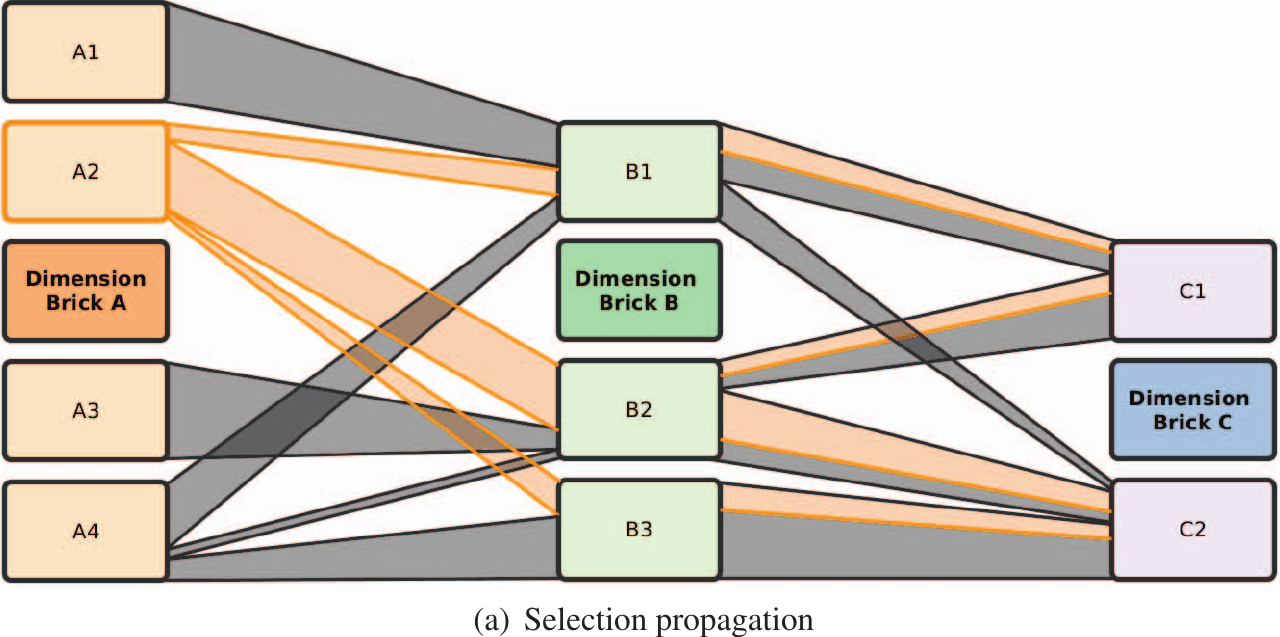 A1
A2
Dimension
Brick A
A3
A4
B1
Dimension
Brick B
B2
B3
C1
Dimension
Brick C
C2
(a) Selection propagation